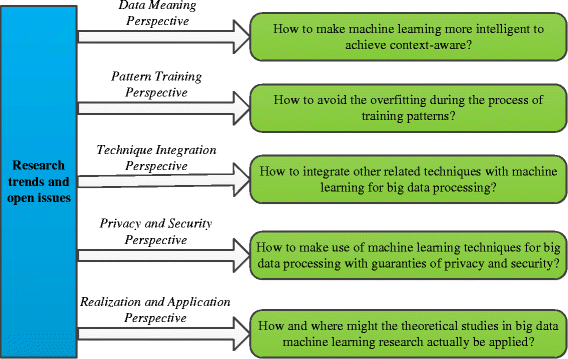 Research
trends and
open issues
Data Meaning
Perspective
How to make machine learning more intelligent to
achieve context-aware?
Pattern Training
Perspective
How to avoid the overfitting during the process of
training patterns?
Technique Integration
Perspective
How to integrate other related techniques with machine
learning for big data processing?
Privacy and Security
Perspective
How to make use of machine learning techniques for big
data processing with guaranties of privacy and security?
Realization and Application
Perspective
How and where might the theoretical studies in big data
machine learning research actually be applied?